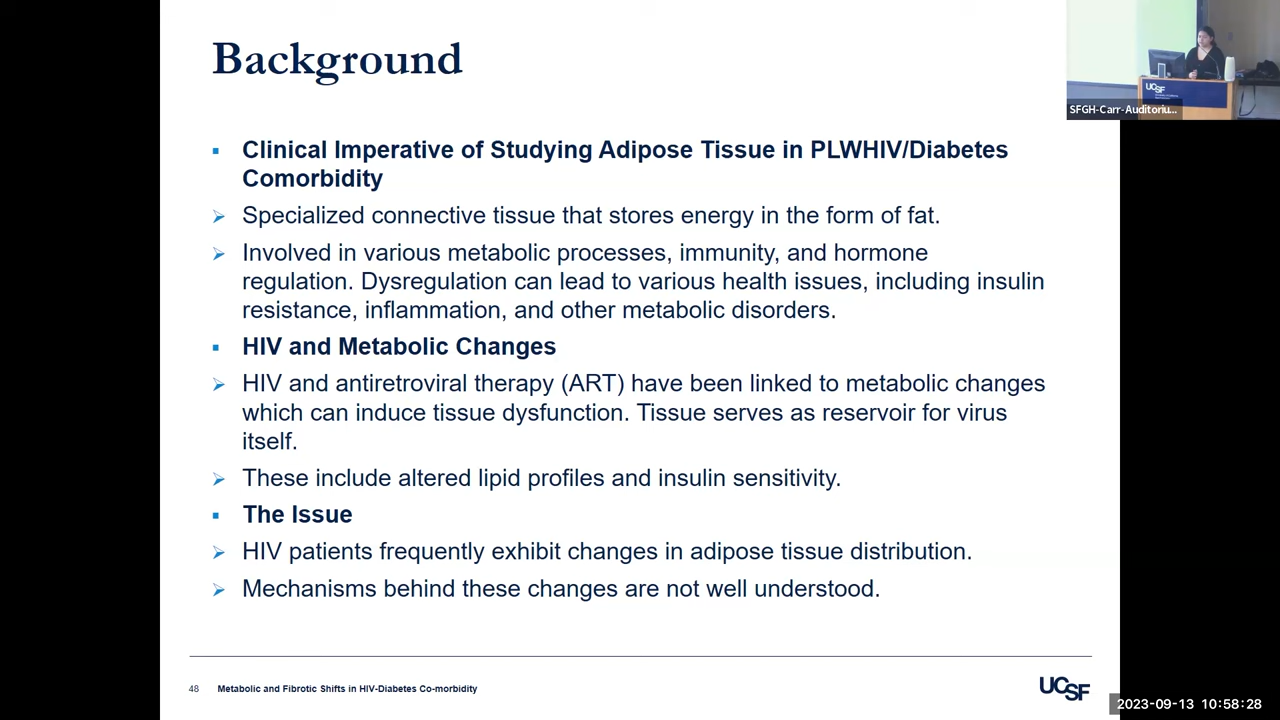 Background
Clinical Imperative of Studying Adipose Tissue in PLWHIV/Diabetes
Comorbidity
Specialized connective tissue that stores energy in the form of fat.
Involved in various metabolic processes, immunity, and hormone
regulation. Dysregulation can lead to various health issues, including insulin
resistance, inflammation, and other metabolic disorders.
HIV and Metabolic Changes
HIV and antiretroviral therapy (ART) have been linked to metabolic changes
which can induce tissue dysfunction. Tissue serves as reservoir for virus
itself.
These include altered lipid profiles and insulin sensitivity.
The Issue
HIV patients frequently exhibit changes in adipose tissue distribution.
Mechanisms behind these changes are not well understood.
48 Metabolic and Fibrotic Shifts in HIV-Diabetes Co-morbidity
UCSF
UCSF
SFGH-Carr-Auditoriu...
2023-09-13 10:58:28